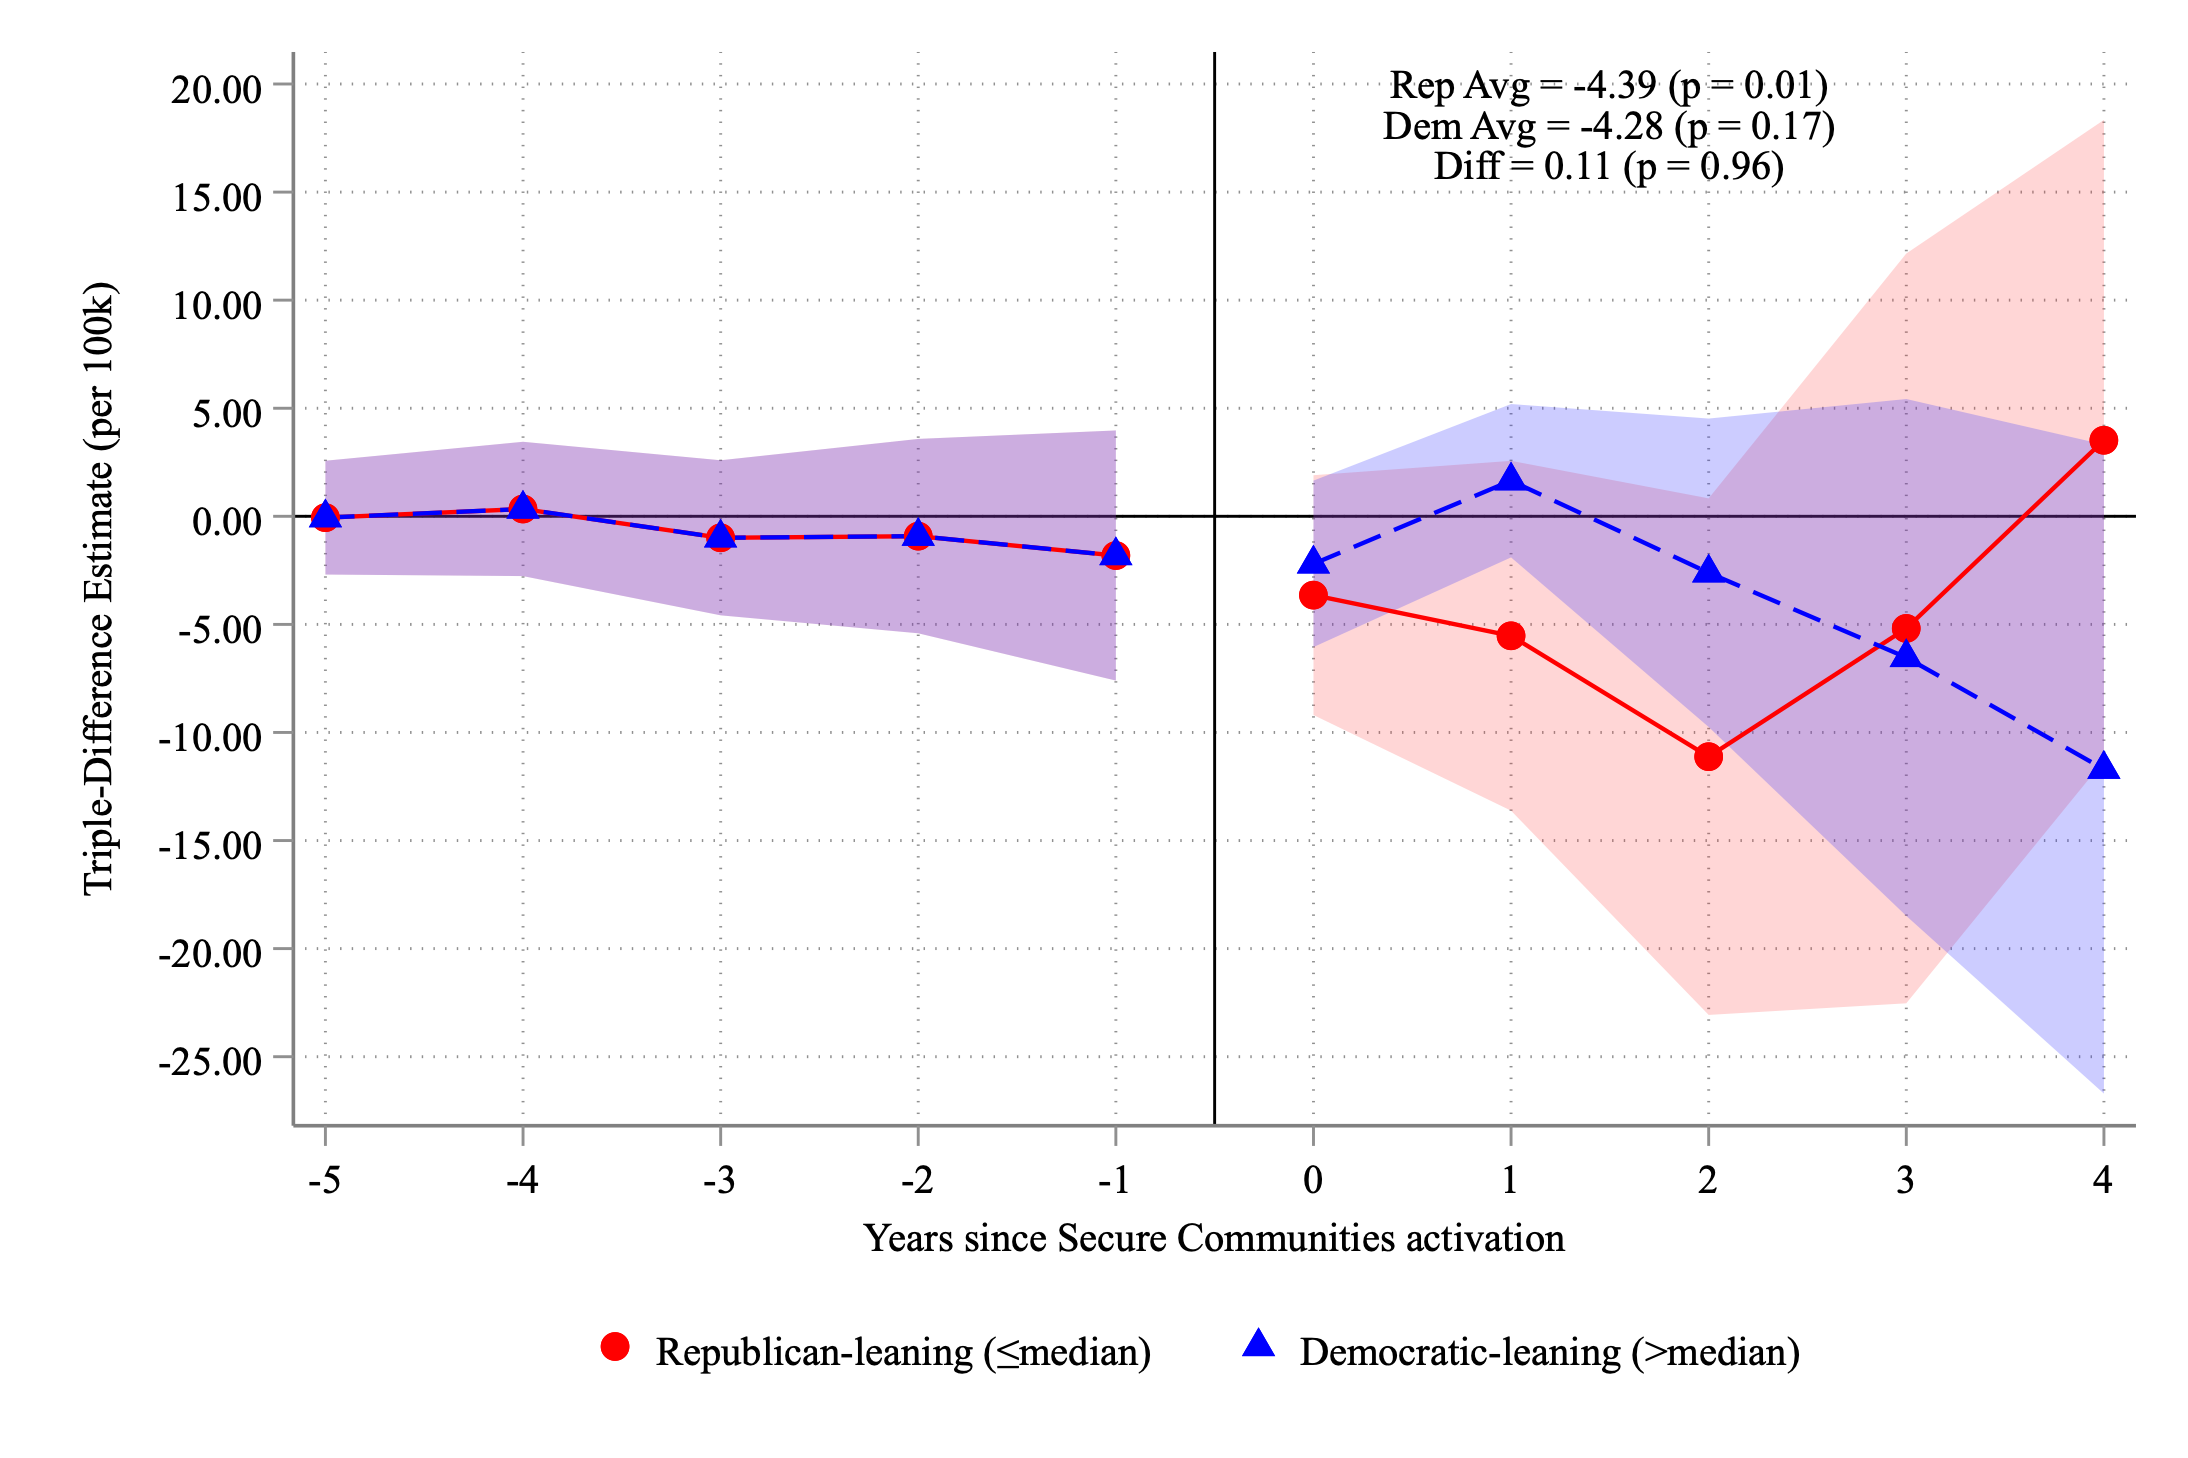 Rep Avg = -4.39 (p = 0.01)
Dem Avg = -4.28 (p = 0.17)
Diff = 0.11 (p = 0.96)
Triple-Difference Estimate (per 100k)
20.00
15.00
10.00
5.00
0.00
-5.00
-10.00
-15.00
-20.00
-25.00
-5 -4 -3 -2 -1 0 1 2 3 4
Years since Secure Communities activation
Republican-leaning (≤median) Democratic-leaning (>median)